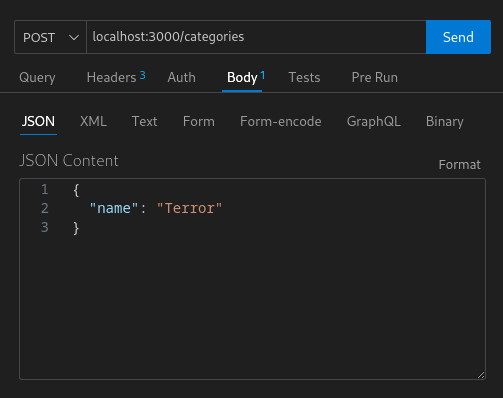 POST localhost:3000/categories Send
Query Headers 3 Auth Body 1 Tests Pre Run
JSON XML Text Form Form-encode GraphQL Binary
JSON Content Format
1 {
2 "name": "Terror"
3 }